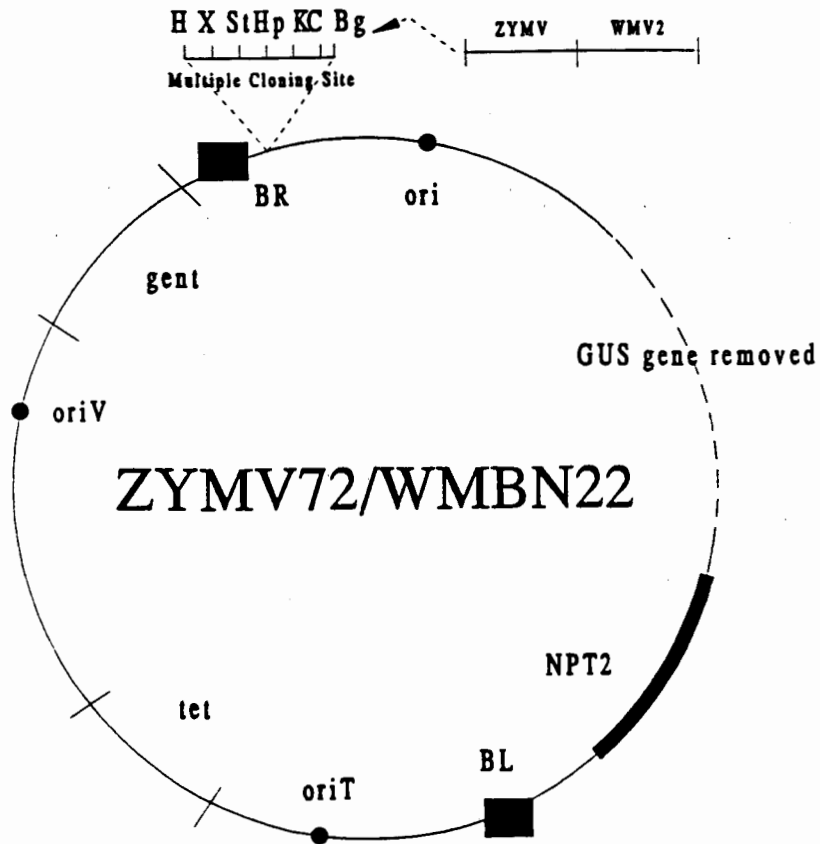 H X StHp KC Bg
ZYMV WMV2
Multiple Cloning Site
BR
ori
gent
GUS gene removed
oriV
ZYMV72/WMBN22
NPT2
tet
BL
oriT